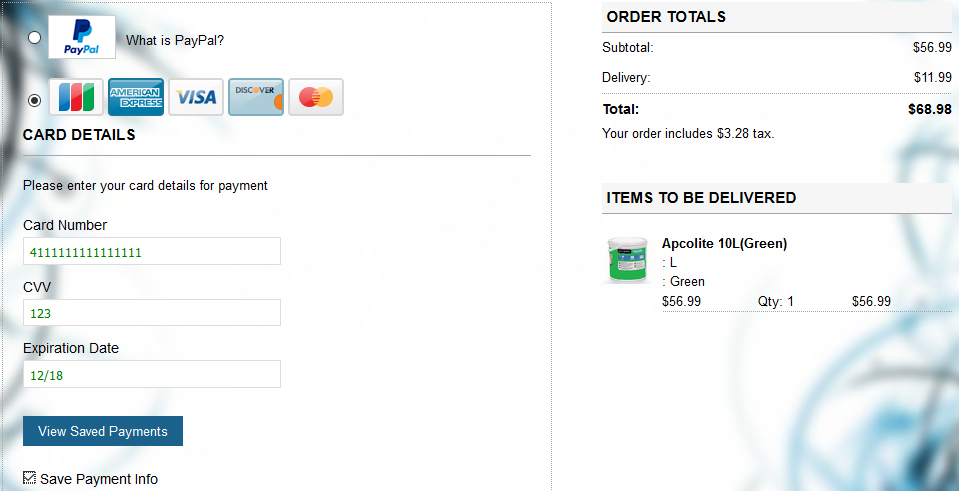 PayPal
What is PayPal?
JCB AMERICAN EXPRESS VISA DISCOVER
CARD DETAILS
Please enter your card details for payment
Card Number
4111111111111111
CVV
123
Expiration Date
12/18
View Saved Payments
Save Payment Info
ORDER TOTALS
Subtotal: $56.99
Delivery: $11.99
Total: $68.98
Your order includes $3.28 tax.
ITEMS TO BE DELIVERED
Apcolite 10L(Green)
: L
: Green
$56.99 Qty: 1 $56.99